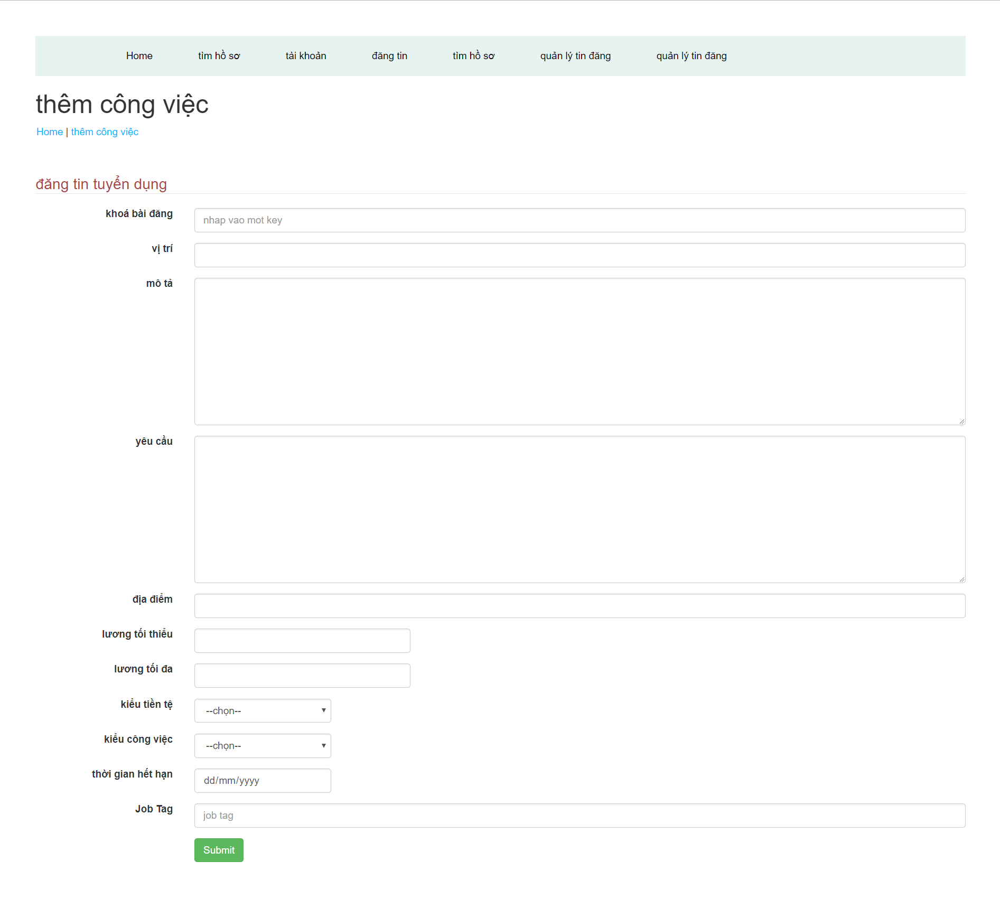 Home tìm hồ sơ tài khoản đăng tin tìm hồ sơ quản lý tin đăng quản lý tin đăng
thêm công việc
Home | thêm công việc
đăng tin tuyển dụng
khoá bài đăng nhap vao mot key
vị trí
mô tả
yêu cầu
địa điểm
lương tối thiểu
lương tối đa
kiểu tiền tệ --chọn--
kiểu công việc --chọn--
thời gian hết hạn dd/mm/yyyy
Job Tag job tag
Submit